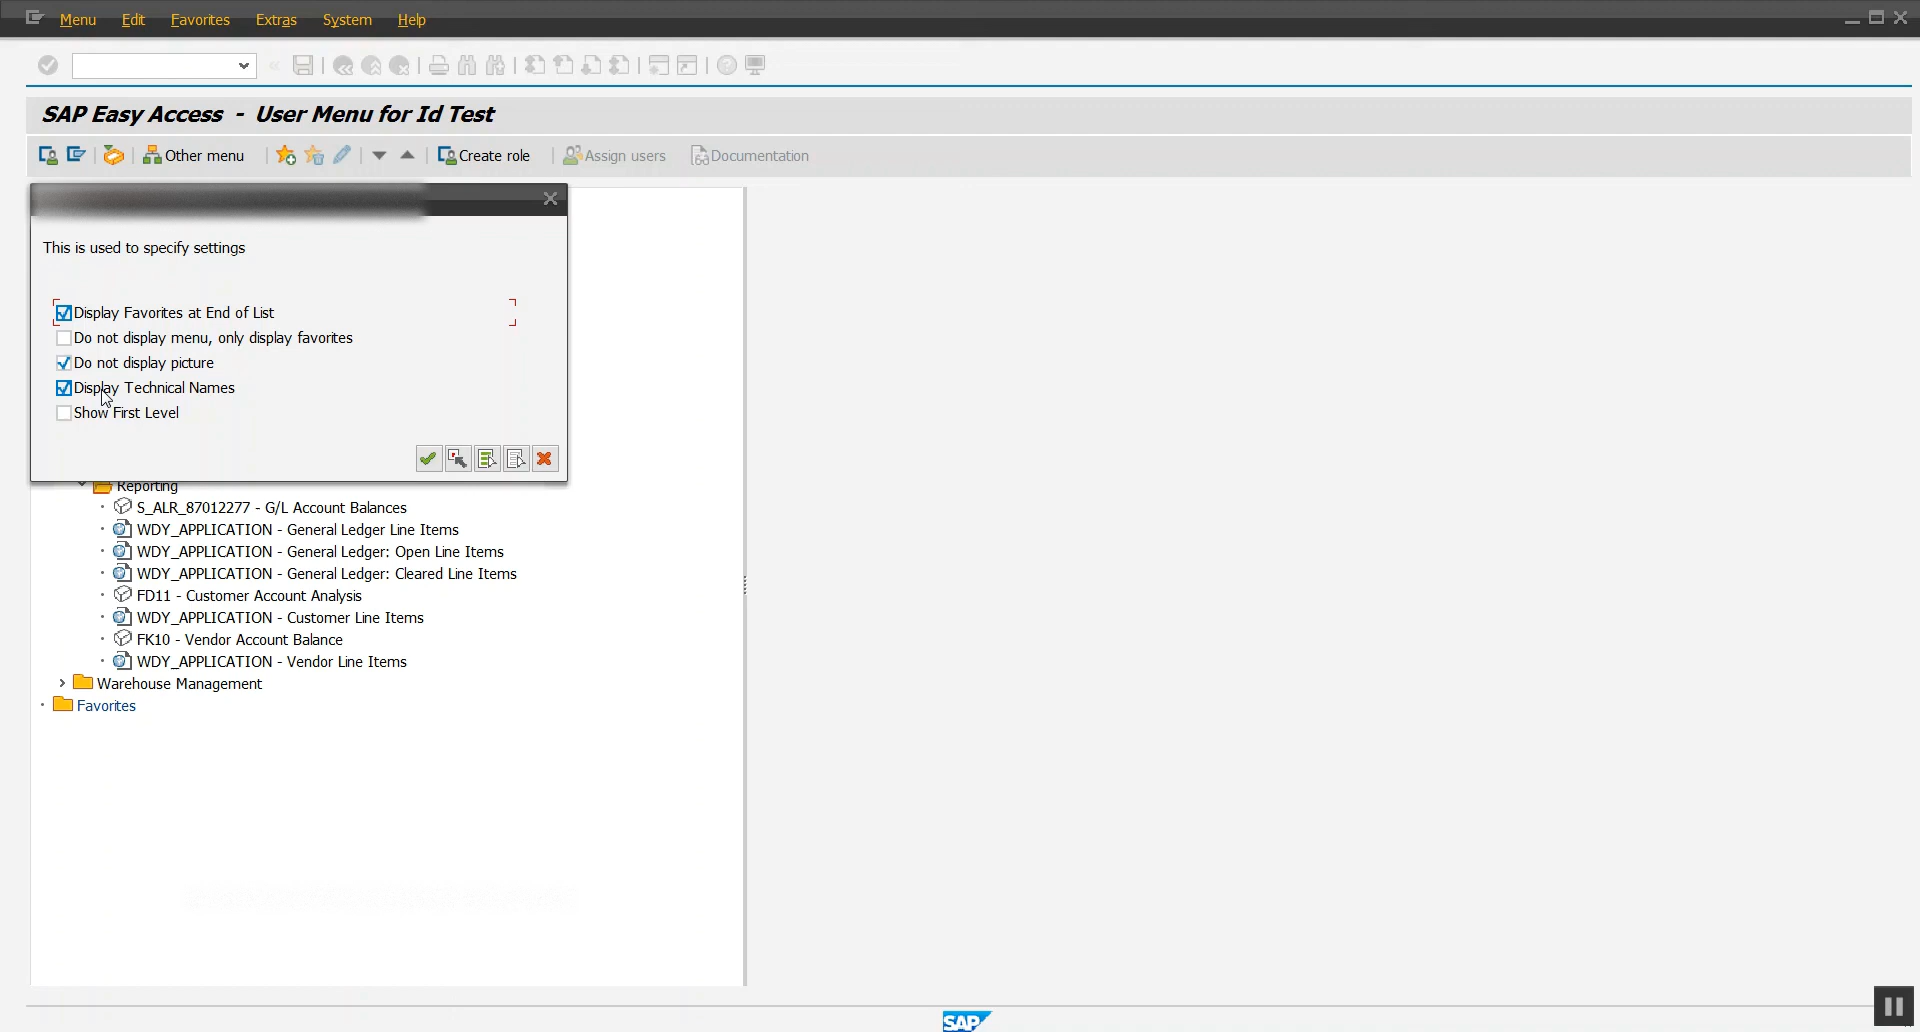 Menu Edit Favorites Extras System Help
SAP Easy Access - User Menu for Id Test
Other menu Create role Assign users Documentation
This is used to specify settings
Display Favorites at End of List
Do not display menu, only display favorites
Do not display picture
Display Technical Names
Show First Level
Reporting
S_ALR_87012277 - G/L Account Balances
WDY_APPLICATION - General Ledger Line Items
WDY_APPLICATION - General Ledger: Open Line Items
WDY_APPLICATION - General Ledger: Cleared Line Items
FD11 - Customer Account Analysis
WDY_APPLICATION - Customer Line Items
FK10 - Vendor Account Balance
WDY_APPLICATION - Vendor Line Items
Warehouse Management
Favorites
SAP